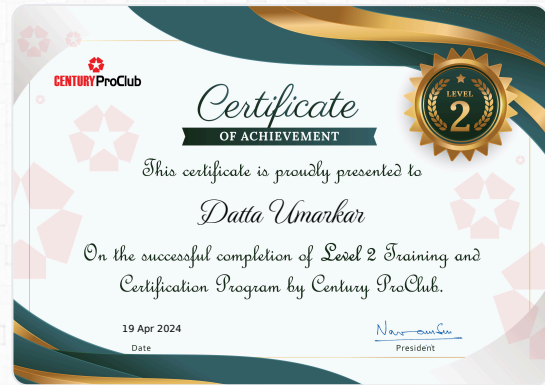 CENTURY ProClub
LEVEL
2
Certificate
OF ACHIEVEMENT
This certificate is proudly presented to
Datta Umarkar
On the successful completion of Level 2 Training and
Certification Program by Century ProClub.
19 Apr 2024
Date
President